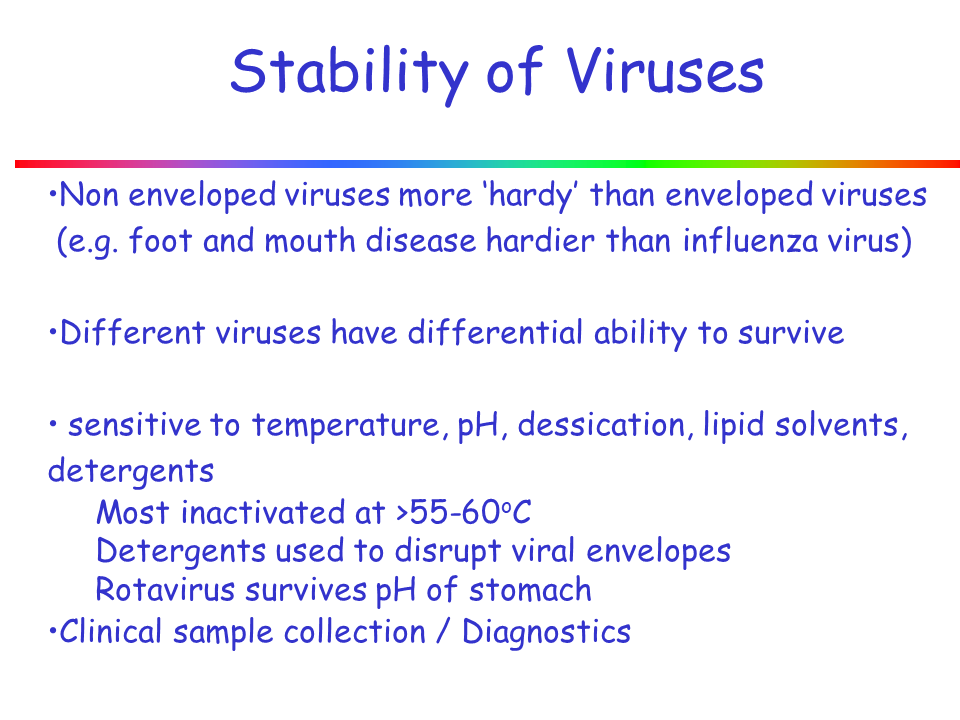 Stability of Viruses
•Non enveloped viruses more ‘hardy’ than enveloped viruses
(e.g. foot and mouth disease hardier than influenza virus)
•Different viruses have differential ability to survive
• sensitive to temperature, pH, dessication, lipid solvents,
detergents
Most inactivated at >55-60ºC
Detergents used to disrupt viral envelopes
Rotavirus survives pH of stomach
•Clinical sample collection / Diagnostics